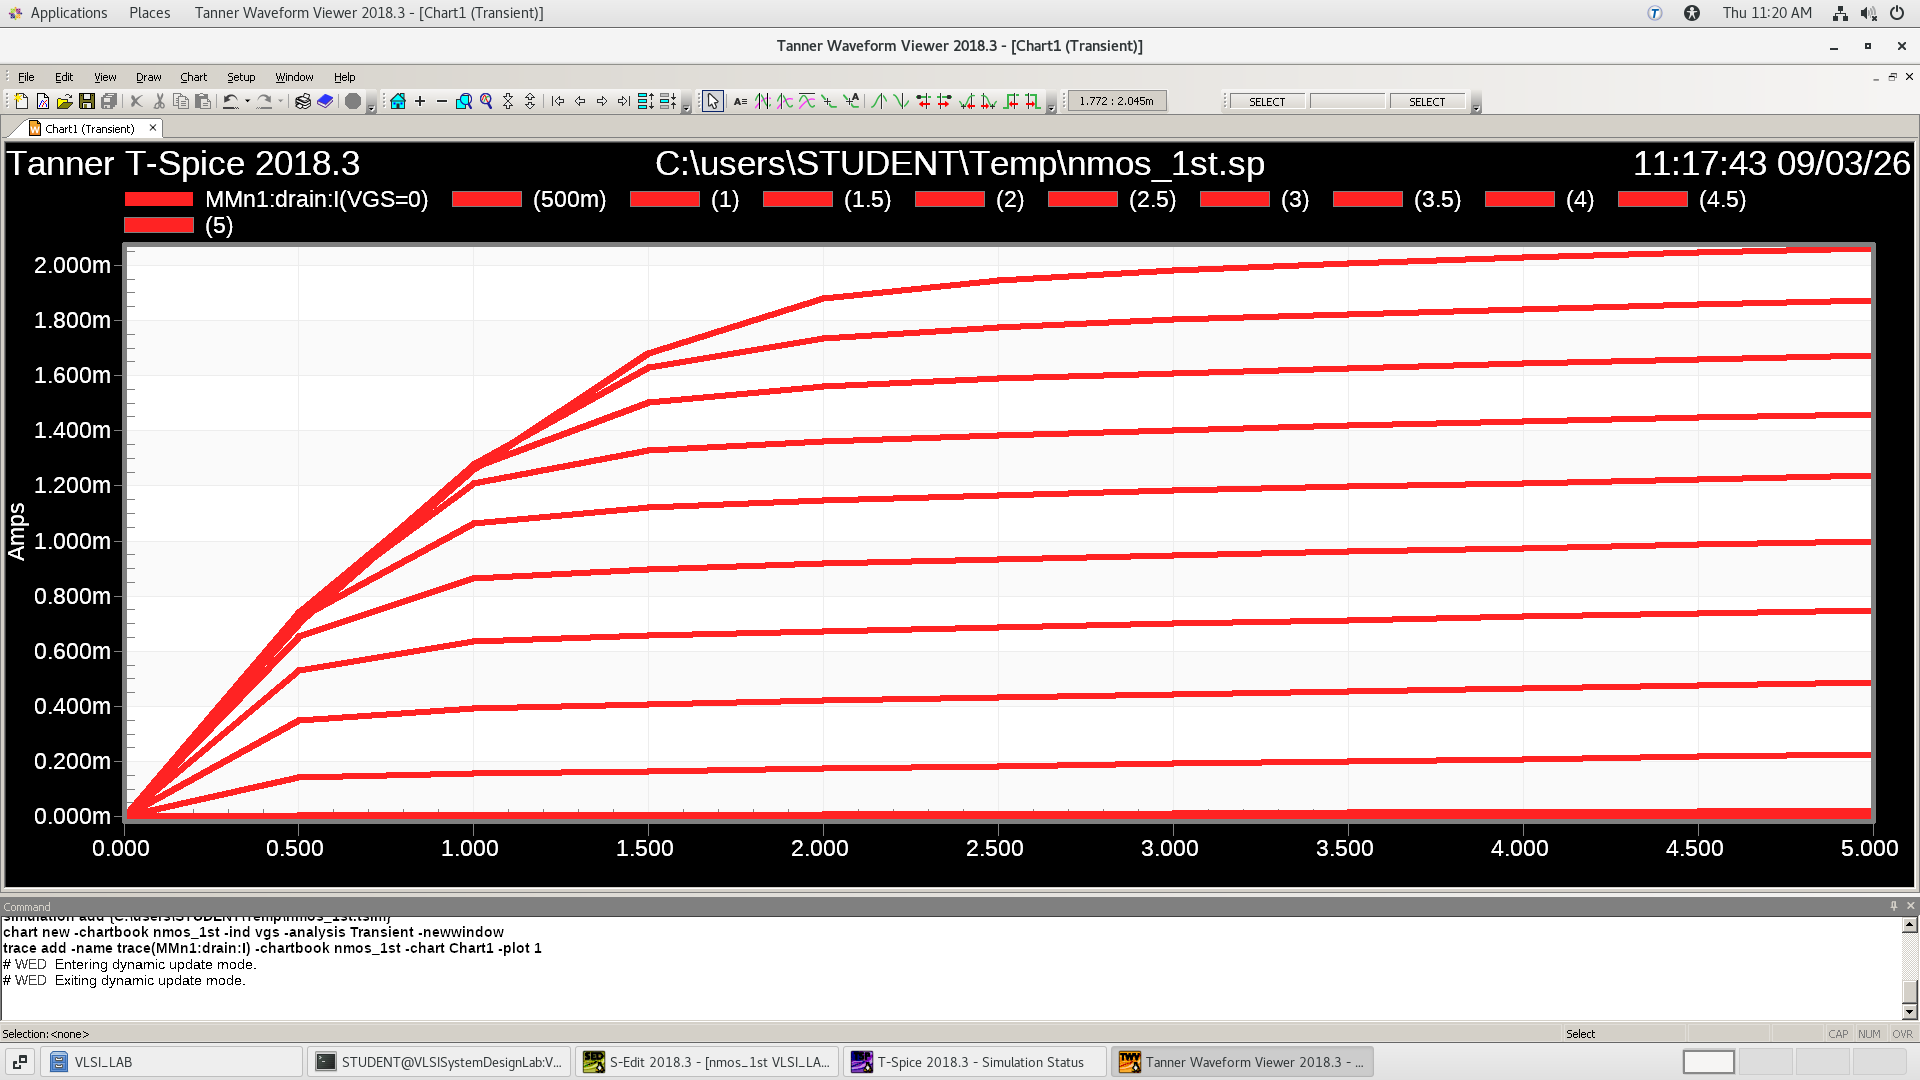 Applications Places Tanner Waveform Viewer 2018.3 - [Chart1 (Transient)] Thu 11:20 AM
Tanner Waveform Viewer 2018.3 - [Chart1 (Transient)]
File Edit View Draw Chart Setup Window Help
1.772 : 2.045m SELECT SELECT
Chart1 (Transient)
Tanner T-Spice 2018.3 C:\users\STUDENT\Temp\nmos_1st.sp 11:17:43 09/03/26
MMn1:drain:I(VGS=0) (500m) (1) (1.5) (2) (2.5) (3) (3.5) (4) (4.5)
(5)
2.000m
1.800m
1.600m
1.400m
1.200m
1.000m
0.800m
0.600m
0.400m
0.200m
0.000m
Amps
0.000 0.500 1.000 1.500 2.000 2.500 3.000 3.500 4.000 4.500 5.000
Command
simulation add {C:\users\STUDENT\Temp\nmos_1st.tsim}
chart new -chartbook nmos_1st -ind vgs -analysis Transient -newwindow
trace add -name trace(MMn1:drain:I) -chartbook nmos_1st -chart Chart1 -plot 1
# WED Entering dynamic update mode.
# WED Exiting dynamic update mode.
Selection: <none> Select CAP NUM OVR
VLSI_LAB STUDENT@VLSISystemDesignLab:V... S-Edit 2018.3 - [nmos_1st VLSI_LA... T-Spice 2018.3 - Simulation Status Tanner Waveform Viewer 2018.3 - ...